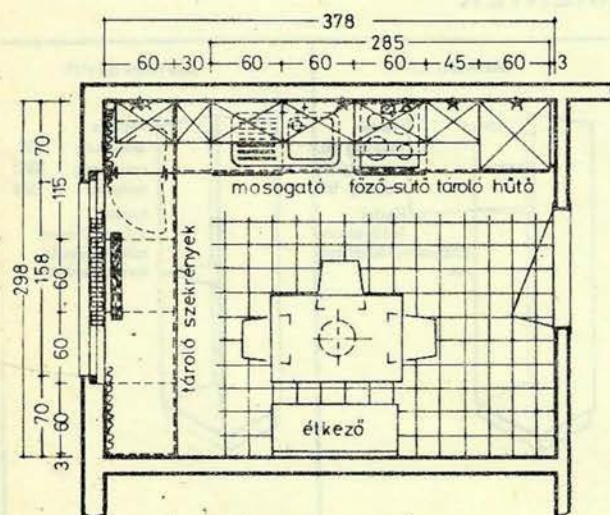 378
285
60 30 60 60 60 45 60 3
mosogató főző-sütő tároló hűtő
298
70 158 70
115 60 60 60 3
tároló szekrények
étkező